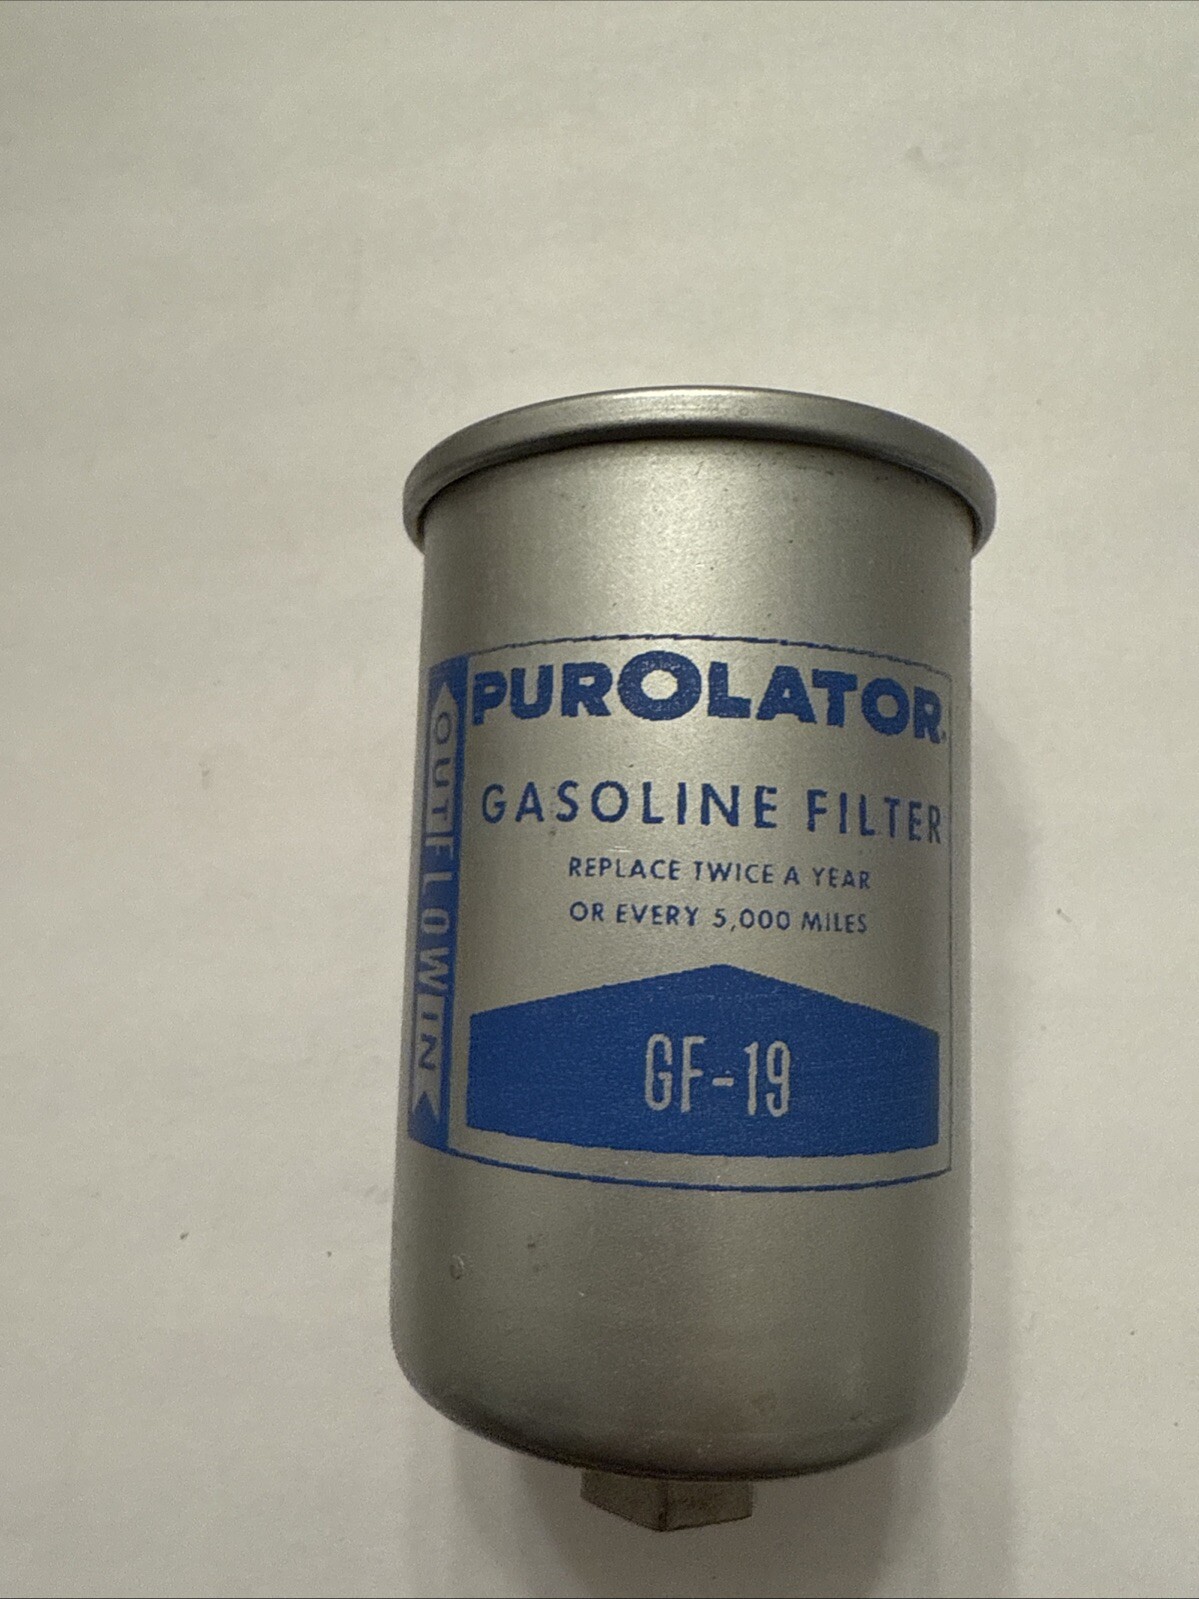 PUROLATOR
GASOLINE FILTER
REPLACE TWICE A YEAR
OR EVERY 5,000 MILES
GF-19
OUT FLOW IN